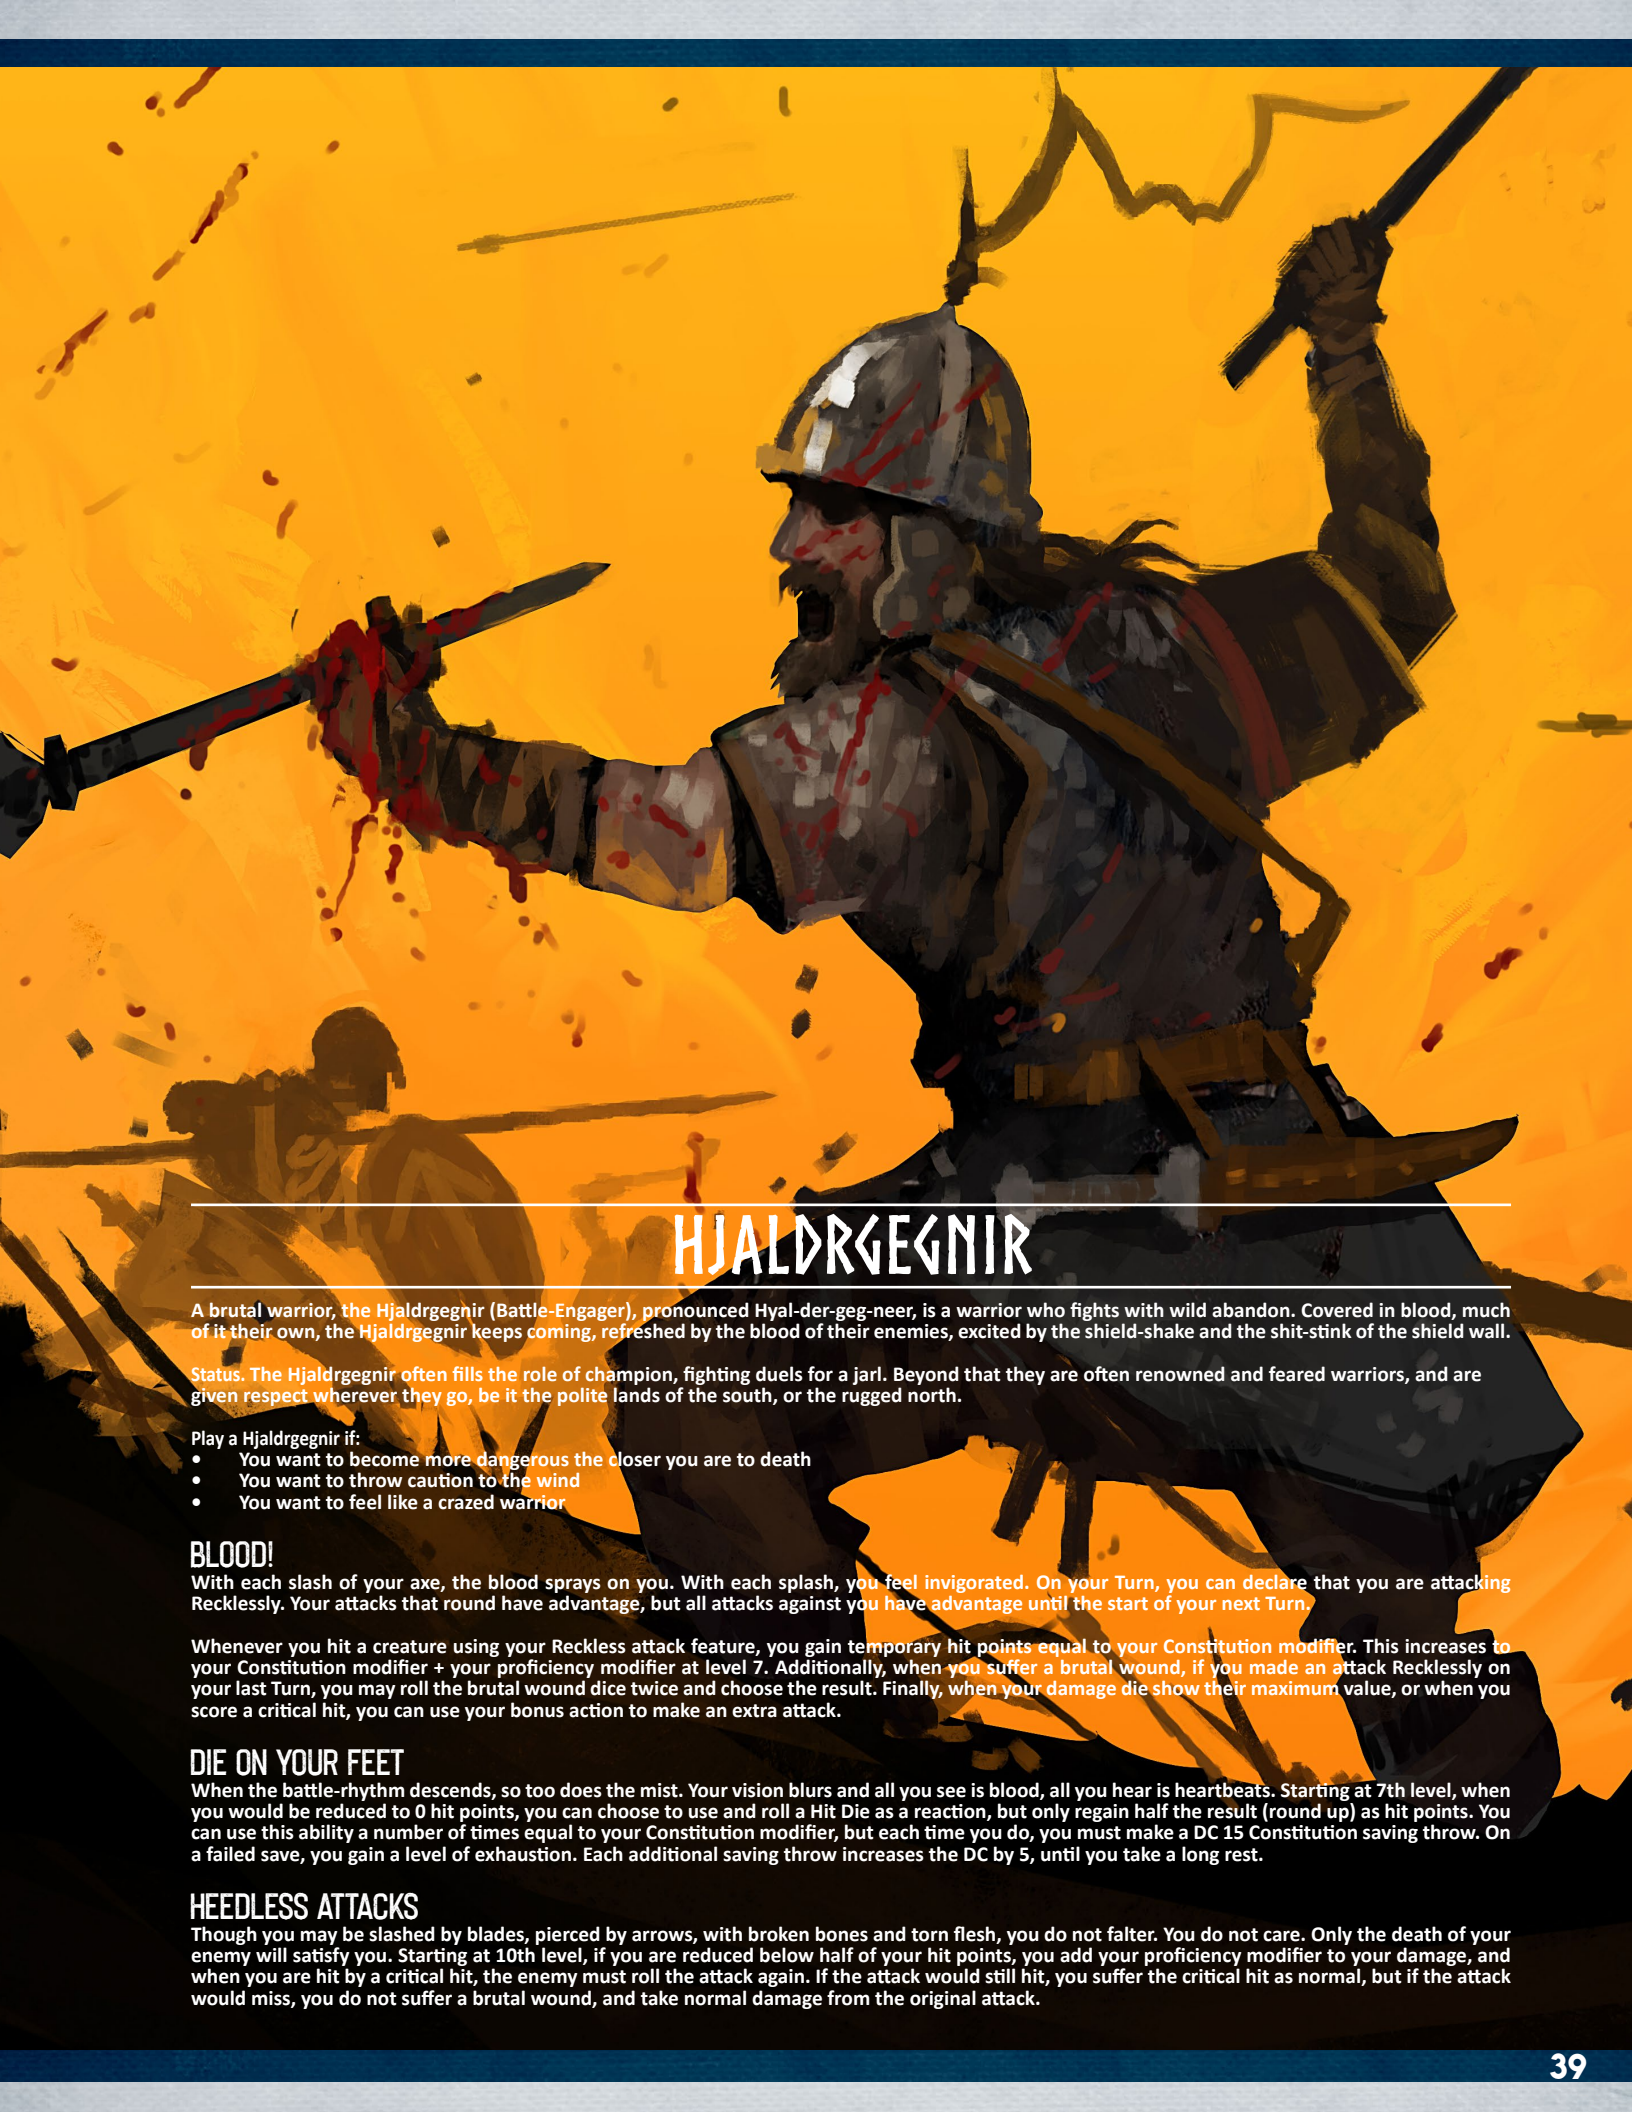 HJALDRGEGNIR
A brutal warrior, the Hjaldrgegnir (Battle-Engager), pronounced Hyal-der-geg-neer, is a warrior who fights with wild abandon. Covered in blood, much
of it their own, the Hjaldrgegnir keeps coming, refreshed by the blood of their enemies, excited by the shield-shake and the shit-stink of the shield wall.
Status. The Hjaldrgegnir often fills the role of champion, fighting duels for a jarl. Beyond that they are often renowned and feared warriors, and are
given respect wherever they go, be it the polite lands of the south, or the rugged north.
Play a Hjaldrgegnir if:
• You want to become more dangerous the closer you are to death
• You want to throw caution to the wind
• You want to feel like a crazed warrior
BLOOD!
With each slash of your axe, the blood sprays on you. With each splash, you feel invigorated. On your Turn, you can declare that you are attacking
Recklessly. Your attacks that round have advantage, but all attacks against you have advantage until the start of your next Turn.
Whenever you hit a creature using your Reckless attack feature, you gain temporary hit points equal to your Constitution modifier. This increases to
your Constitution modifier + your proficiency modifier at level 7. Additionally, when you suffer a brutal wound, if you made an attack Recklessly on
your last Turn, you may roll the brutal wound dice twice and choose the result. Finally, when your damage die show their maximum value, or when you
score a critical hit, you can use your bonus action to make an extra attack.
DIE ON YOUR FEET
When the battle-rhythm descends, so too does the mist. Your vision blurs and all you see is blood, all you hear is heartbeats. Starting at 7th level, when
you would be reduced to 0 hit points, you can choose to use and roll a Hit Die as a reaction, but only regain half the result (round up) as hit points. You
can use this ability a number of times equal to your Constitution modifier, but each time you do, you must make a DC 15 Constitution saving throw. On
a failed save, you gain a level of exhaustion. Each additional saving throw increases the DC by 5, until you take a long rest.
HEEDLESS ATTACKS
Though you may be slashed by blades, pierced by arrows, with broken bones and torn flesh, you do not falter. You do not care. Only the death of your
enemy will satisfy you. Starting at 10th level, if you are reduced below half of your hit points, you add your proficiency modifier to your damage, and
when you are hit by a critical hit, the enemy must roll the attack again. If the attack would still hit, you suffer the critical hit as normal, but if the attack
would miss, you do not suffer a brutal wound, and take normal damage from the original attack.
39